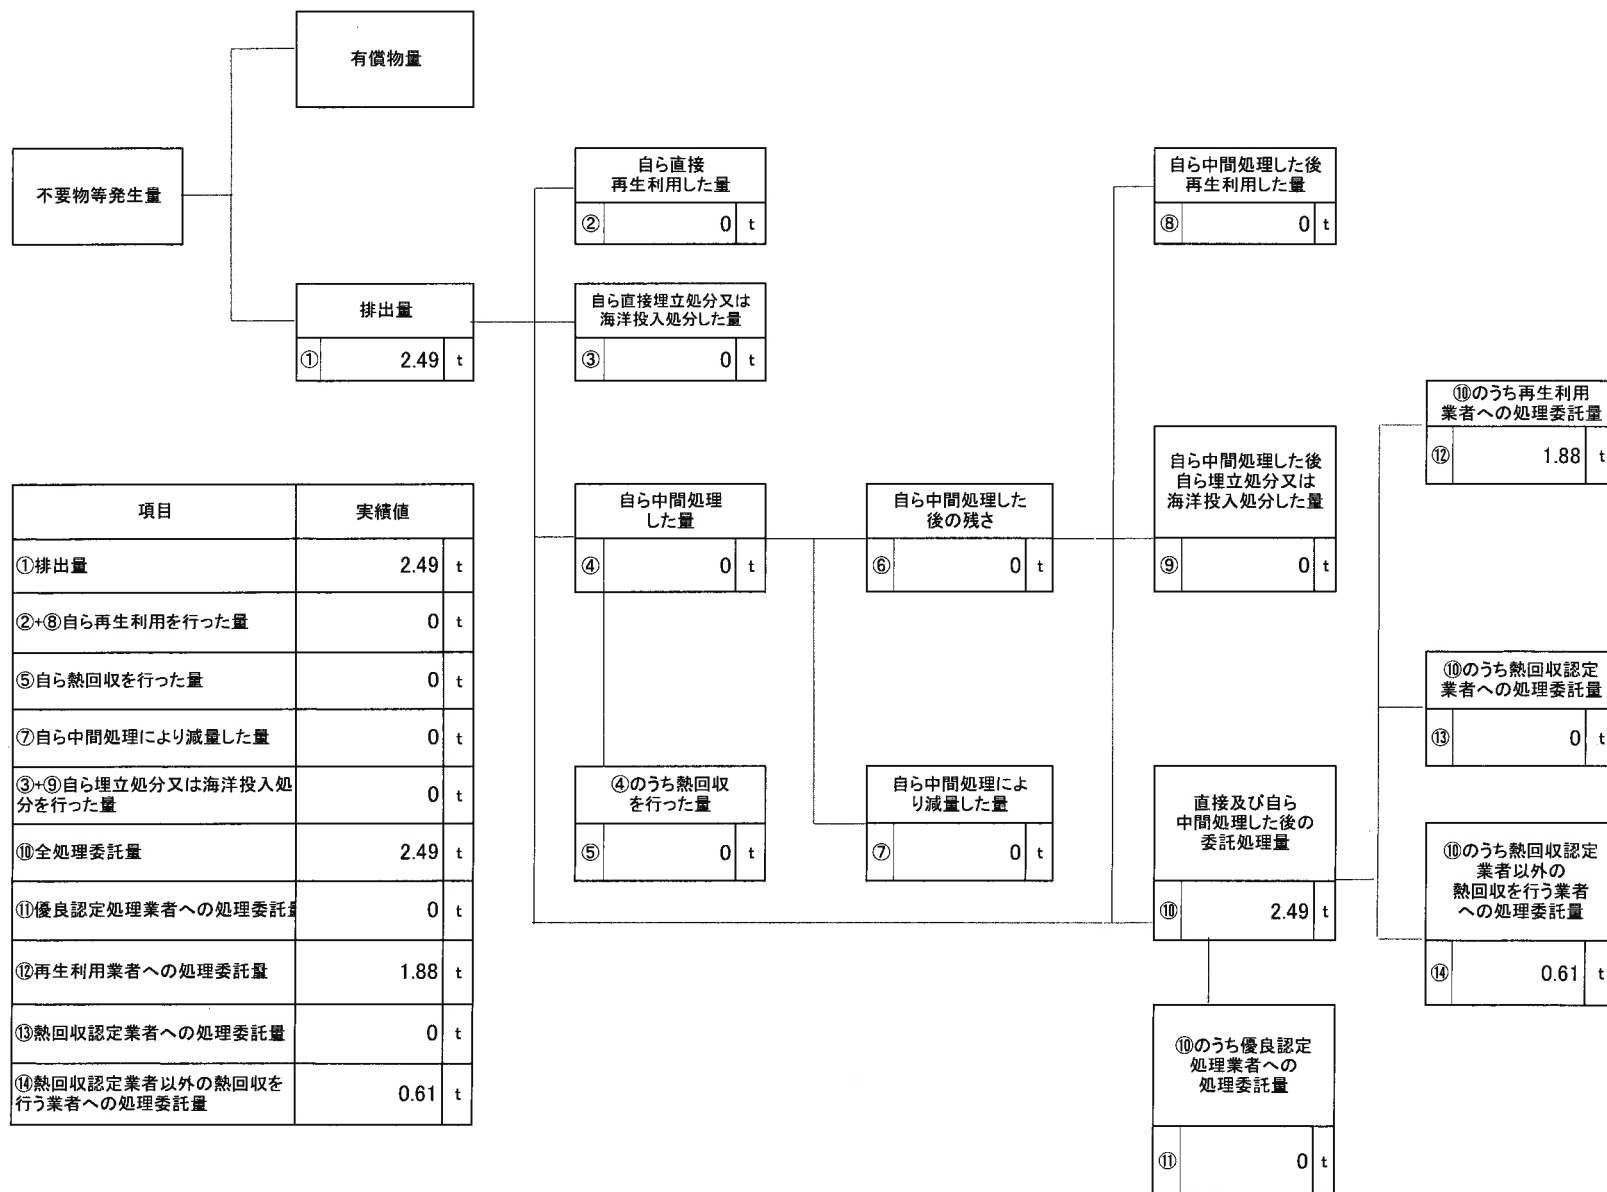 有償物量
不要物等発生量
排出量
① 2.49 t
自ら直接
再生利用した量
② 0 t
自ら直接埋立処分又は
海洋投入処分した量
③ 0 t
自ら中間処理
した量
④ 0 t
④のうち熱回収
を行った量
⑤ 0 t
自ら中間処理した
後の残さ
⑥ 0 t
自ら中間処理によ
り減量した量
⑦ 0 t
自ら中間処理した後
再生利用した量
⑧ 0 t
自ら中間処理した後
自ら埋立処分又は
海洋投入処分した量
⑨ 0 t
直接及び自ら
中間処理した後の
委託処理量
⑩ 2.49 t
⑩のうち優良認定
処理業者への
処理委託量
⑪ 0 t
⑩のうち再生利用
業者への処理委託量
⑫ 1.88 t
⑩のうち熱回収認定
業者への処理委託量
⑬ 0 t
⑩のうち熱回収認定
業者以外の
熱回収を行う業者
への処理委託量
⑭ 0.61 t
項目 実績値
①排出量 2.49 t
②+⑧自ら再生利用を行った量 0 t
⑤自ら熱回収を行った量 0 t
⑦自ら中間処理により減量した量 0 t
③+⑨自ら埋立処分又は海洋投入処
分を行った量 0 t
⑩全処理委託量 2.49 t
⑪優良認定処理業者への処理委託量 0 t
⑫再生利用業者への処理委託量 1.88 t
⑬熱回収認定業者への処理委託量 0 t
⑭熱回収認定業者以外の熱回収を
行う業者への処理委託量 0.61 t